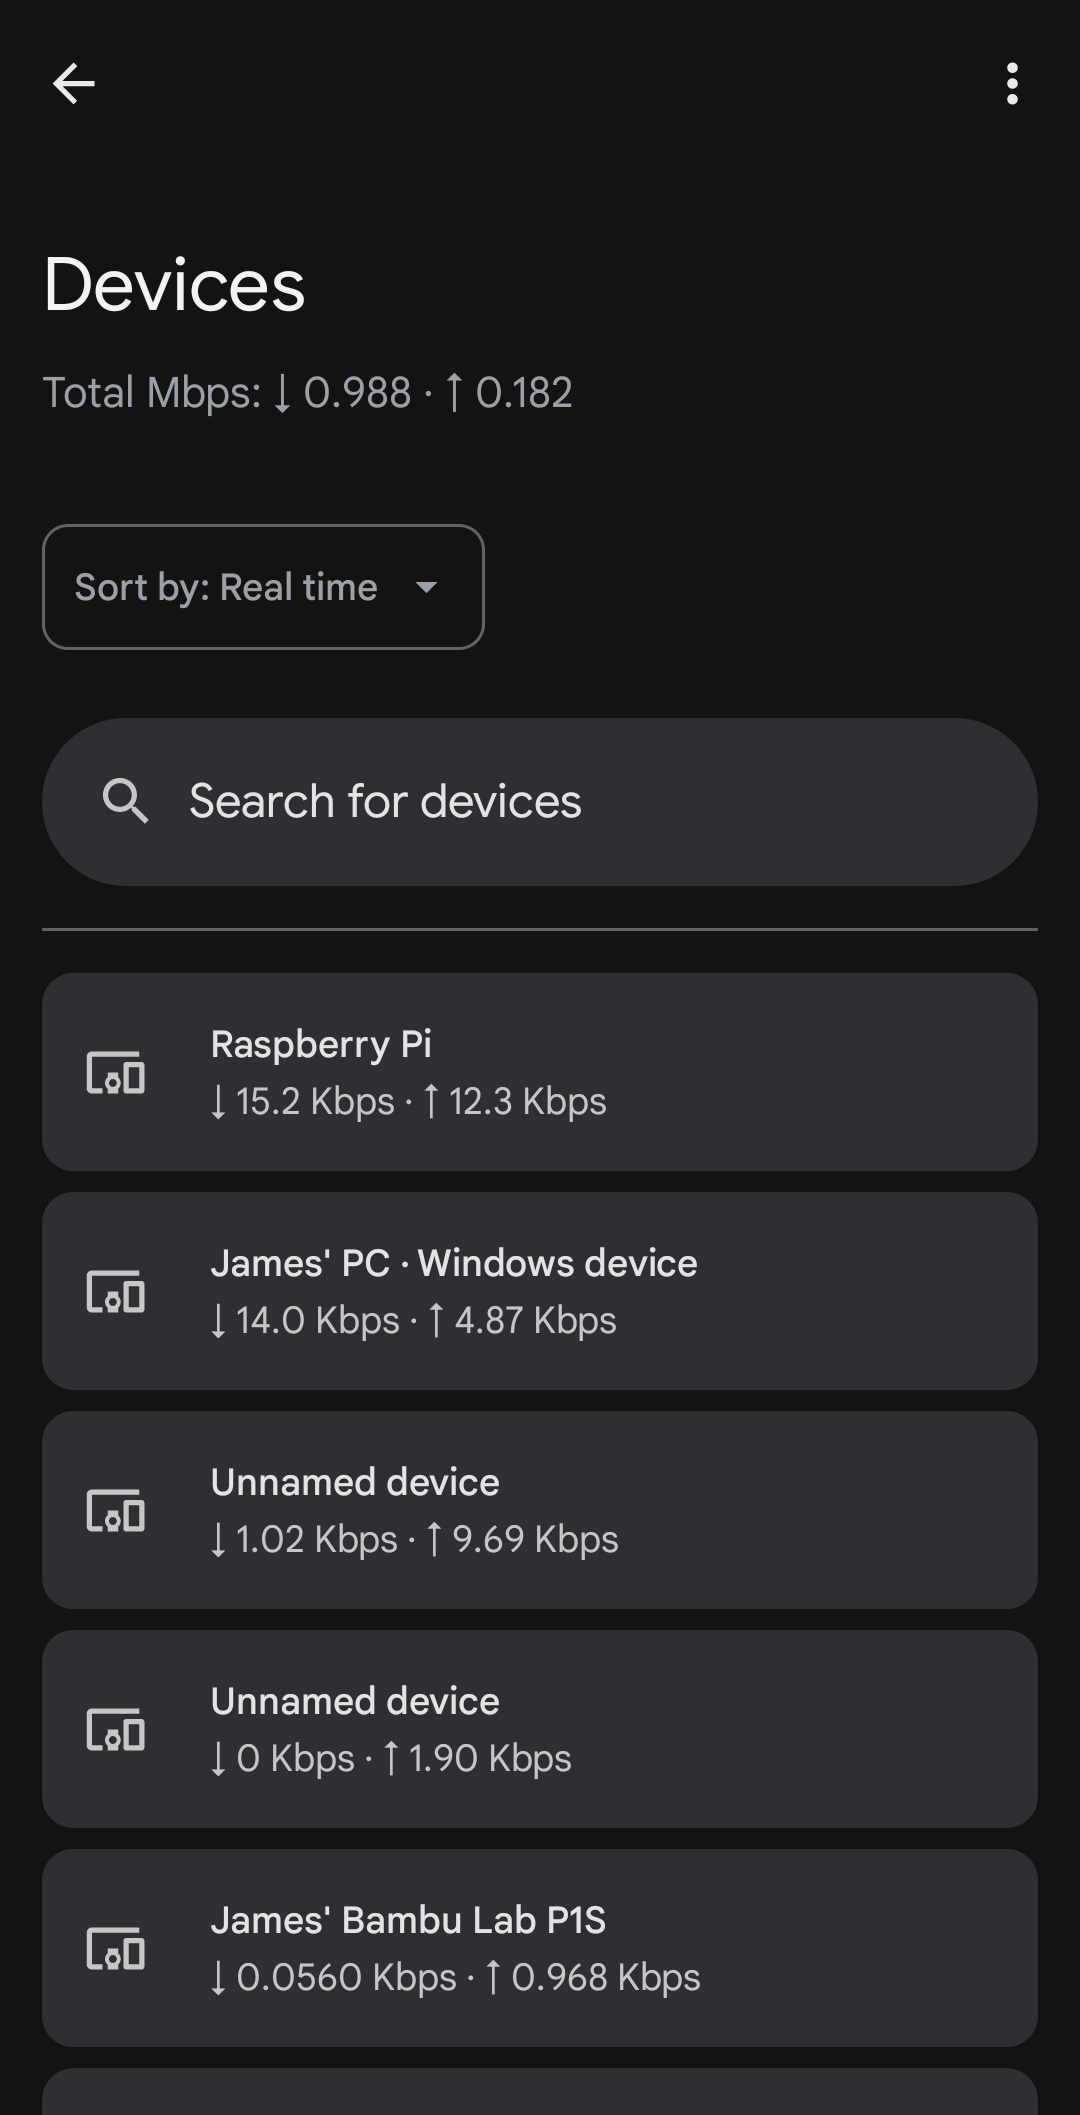 Devices
Total Mbps: ↓ 0.988 · ↑ 0.182
Sort by: Real time
Search for devices
Raspberry Pi
↓ 15.2 Kbps · ↑ 12.3 Kbps
James' PC · Windows device
↓ 14.0 Kbps · ↑ 4.87 Kbps
Unnamed device
↓ 1.02 Kbps · ↑ 9.69 Kbps
Unnamed device
↓ 0 Kbps · ↑ 1.90 Kbps
James' Bambu Lab P1S
↓ 0.0560 Kbps · ↑ 0.968 Kbps